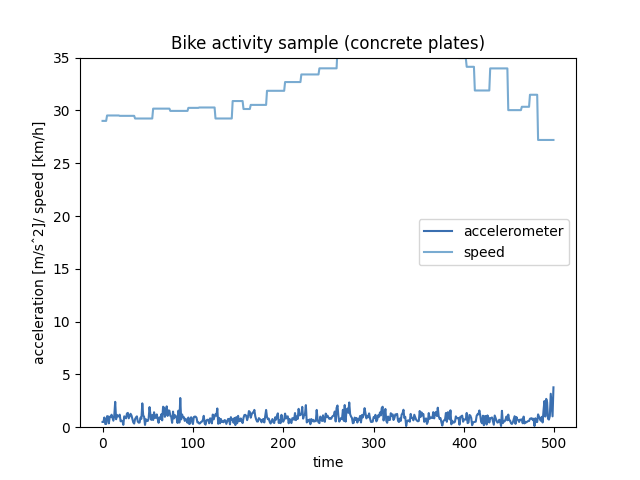 Bike activity sample (concrete plates)
acceleration [m/sˆ2]/ speed [km/h]
35
30
25
20
15
10
5
0
accelerometer
speed
0 100 200 300 400 500
time